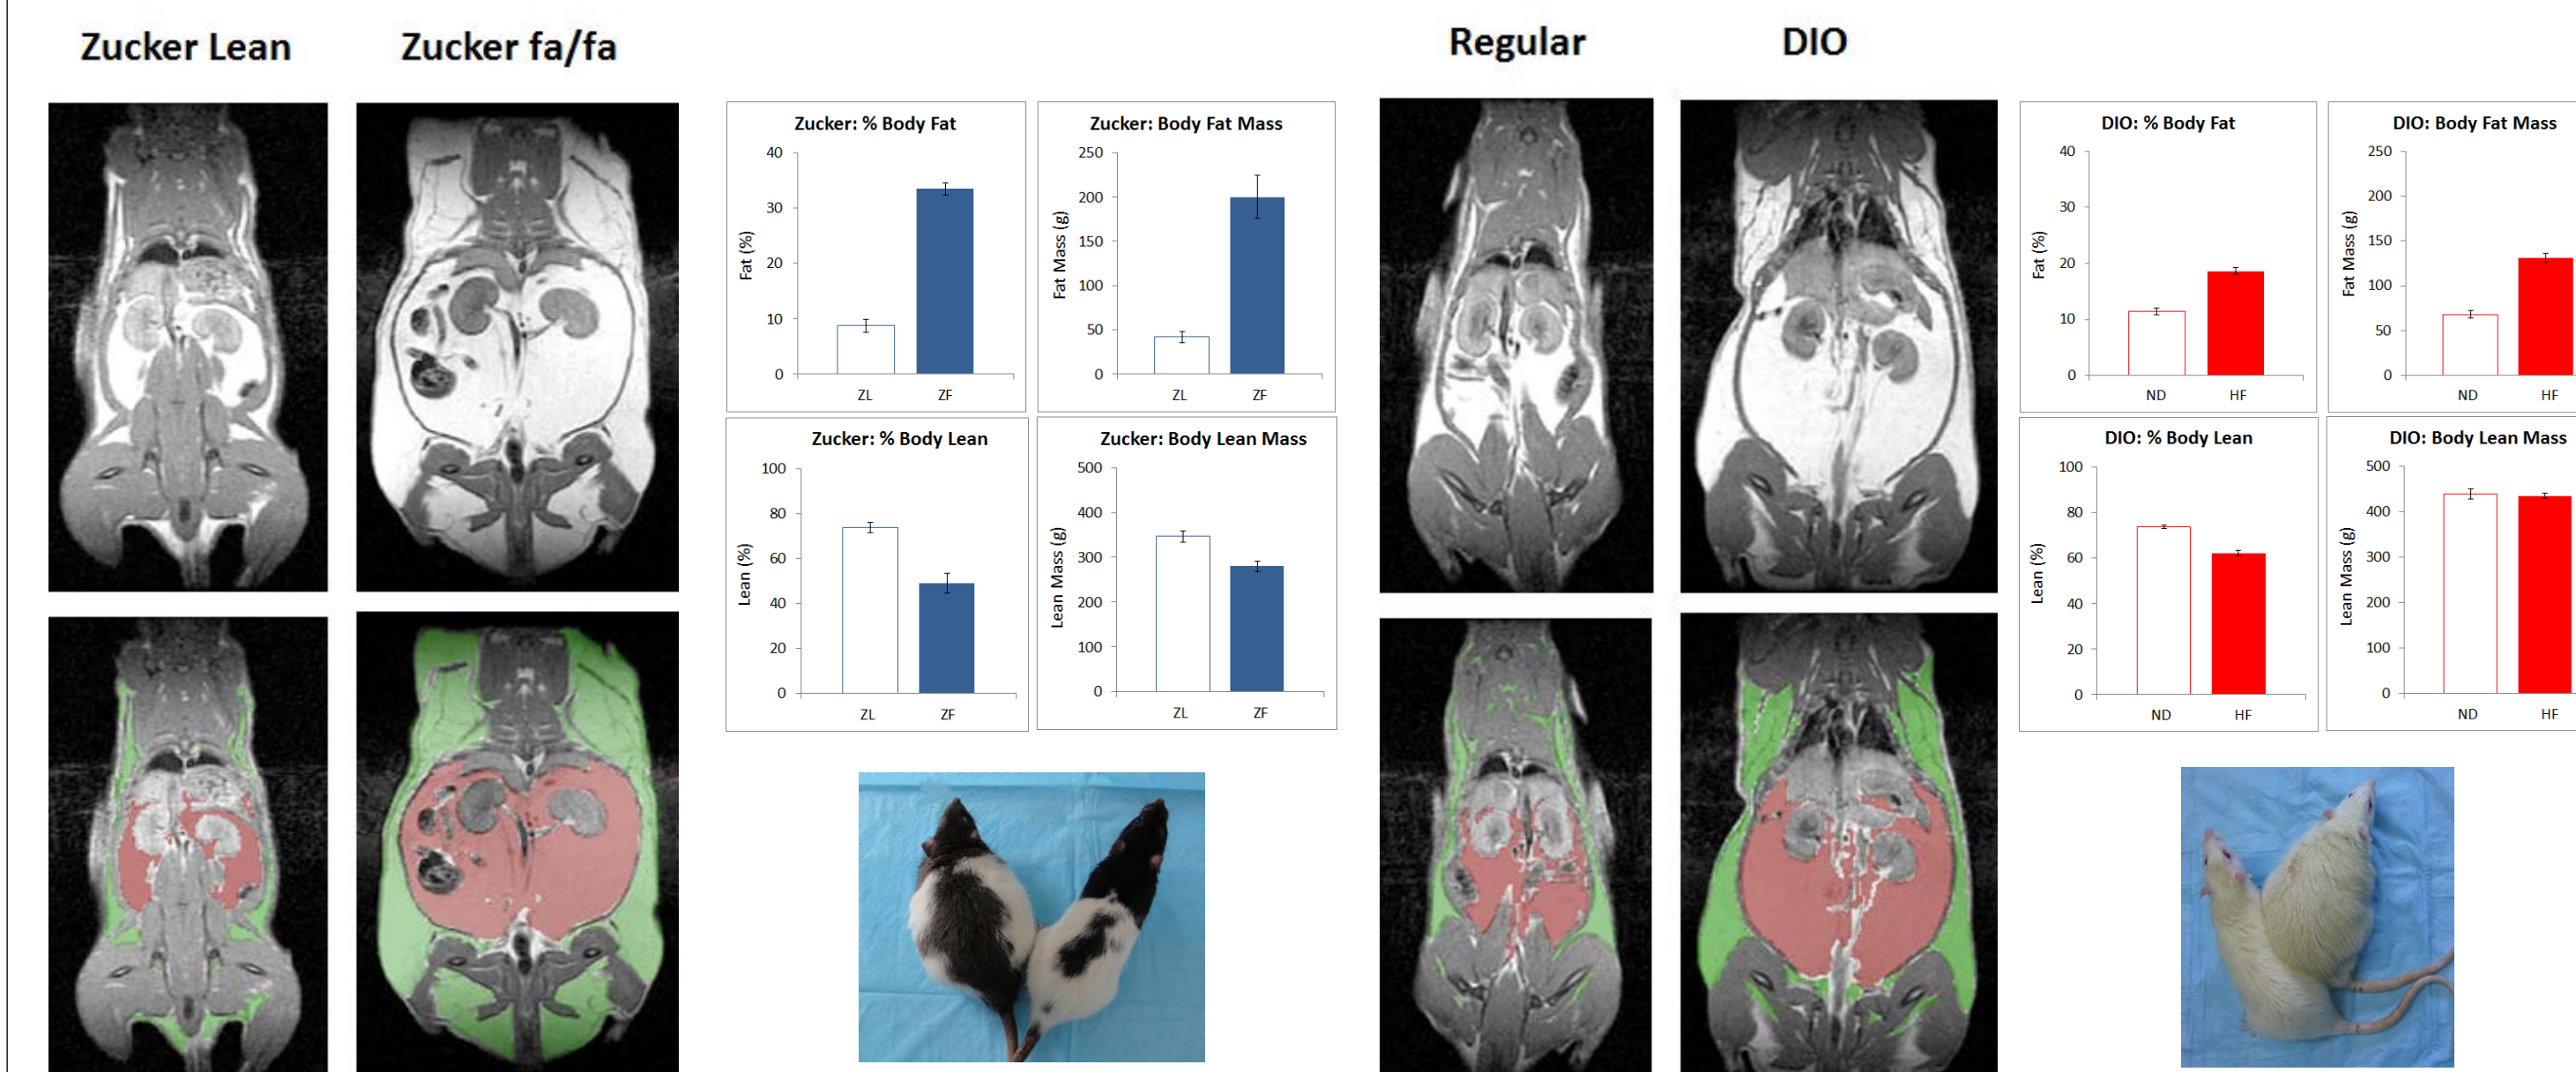 Zucker Lean
Zucker fa/fa
Regular
DIO
Zucker: % Body Fat
Fat (%)
40
30
20
10
0
ZL
ZF
Zucker: Body Fat Mass
Fat Mass (g)
250
200
150
100
50
0
ZL
ZF
Zucker: % Body Lean
Lean (%)
100
80
60
40
20
0
ZL
ZF
Zucker: Body Lean Mass
Lean Mass (g)
500
400
300
200
100
0
ZL
ZF
DIO: % Body Fat
Fat (%)
40
30
20
10
0
ND
HF
DIO: Body Fat Mass
Fat Mass (g)
250
200
150
100
50
0
ND
HF
DIO: % Body Lean
Lean (%)
100
80
60
40
20
0
ND
HF
DIO: Body Lean Mass
Lean Mass (g)
500
400
300
200
100
0
ND
HF